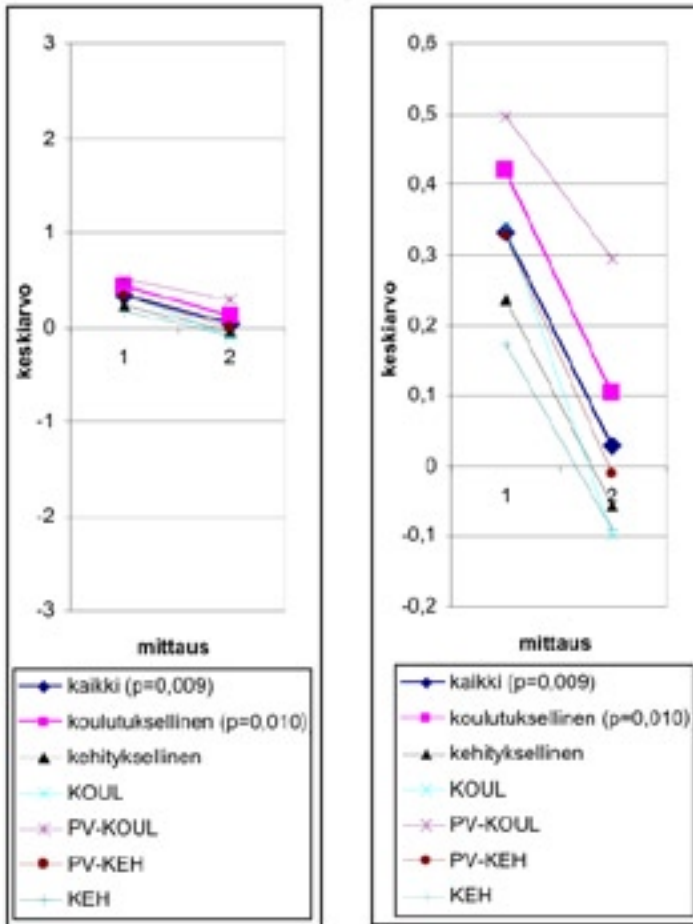 3
2
1
0
-1
-2
-3
keskiarvo
1
2
mittaus
kaikki (p=0,009)
koulutuksellinen (p=0,010)
kehityksellinen
KOUL
PV-KOUL
PV-KEH
KEH
0,6
0,5
0,4
0,3
0,2
0,1
0
-0,1
-0,2
keskiarvo
1
2
mittaus
kaikki (p=0,009)
koulutuksellinen (p=0,010)
kehityksellinen
KOUL
PV-KOUL
PV-KEH
KEH